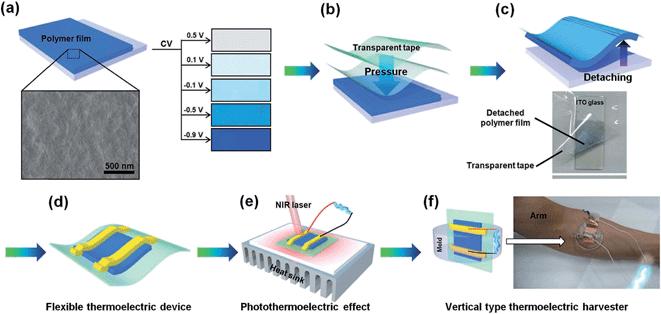 (a)
Polymer film
CV
0.5 V
0.1 V
-0.1 V
-0.5 V
-0.9 V
500 nm
(b)
Transparent tape
Pressure
(c)
Detaching
ITO glass
Detached
polymer film
Transparent tape
(d)
Flexible thermoelectric device
(e)
NIR laser
Heat sink
Photothermoelectric effect
(f)
Mold
Arm
Vertical type thermoelectric harvester